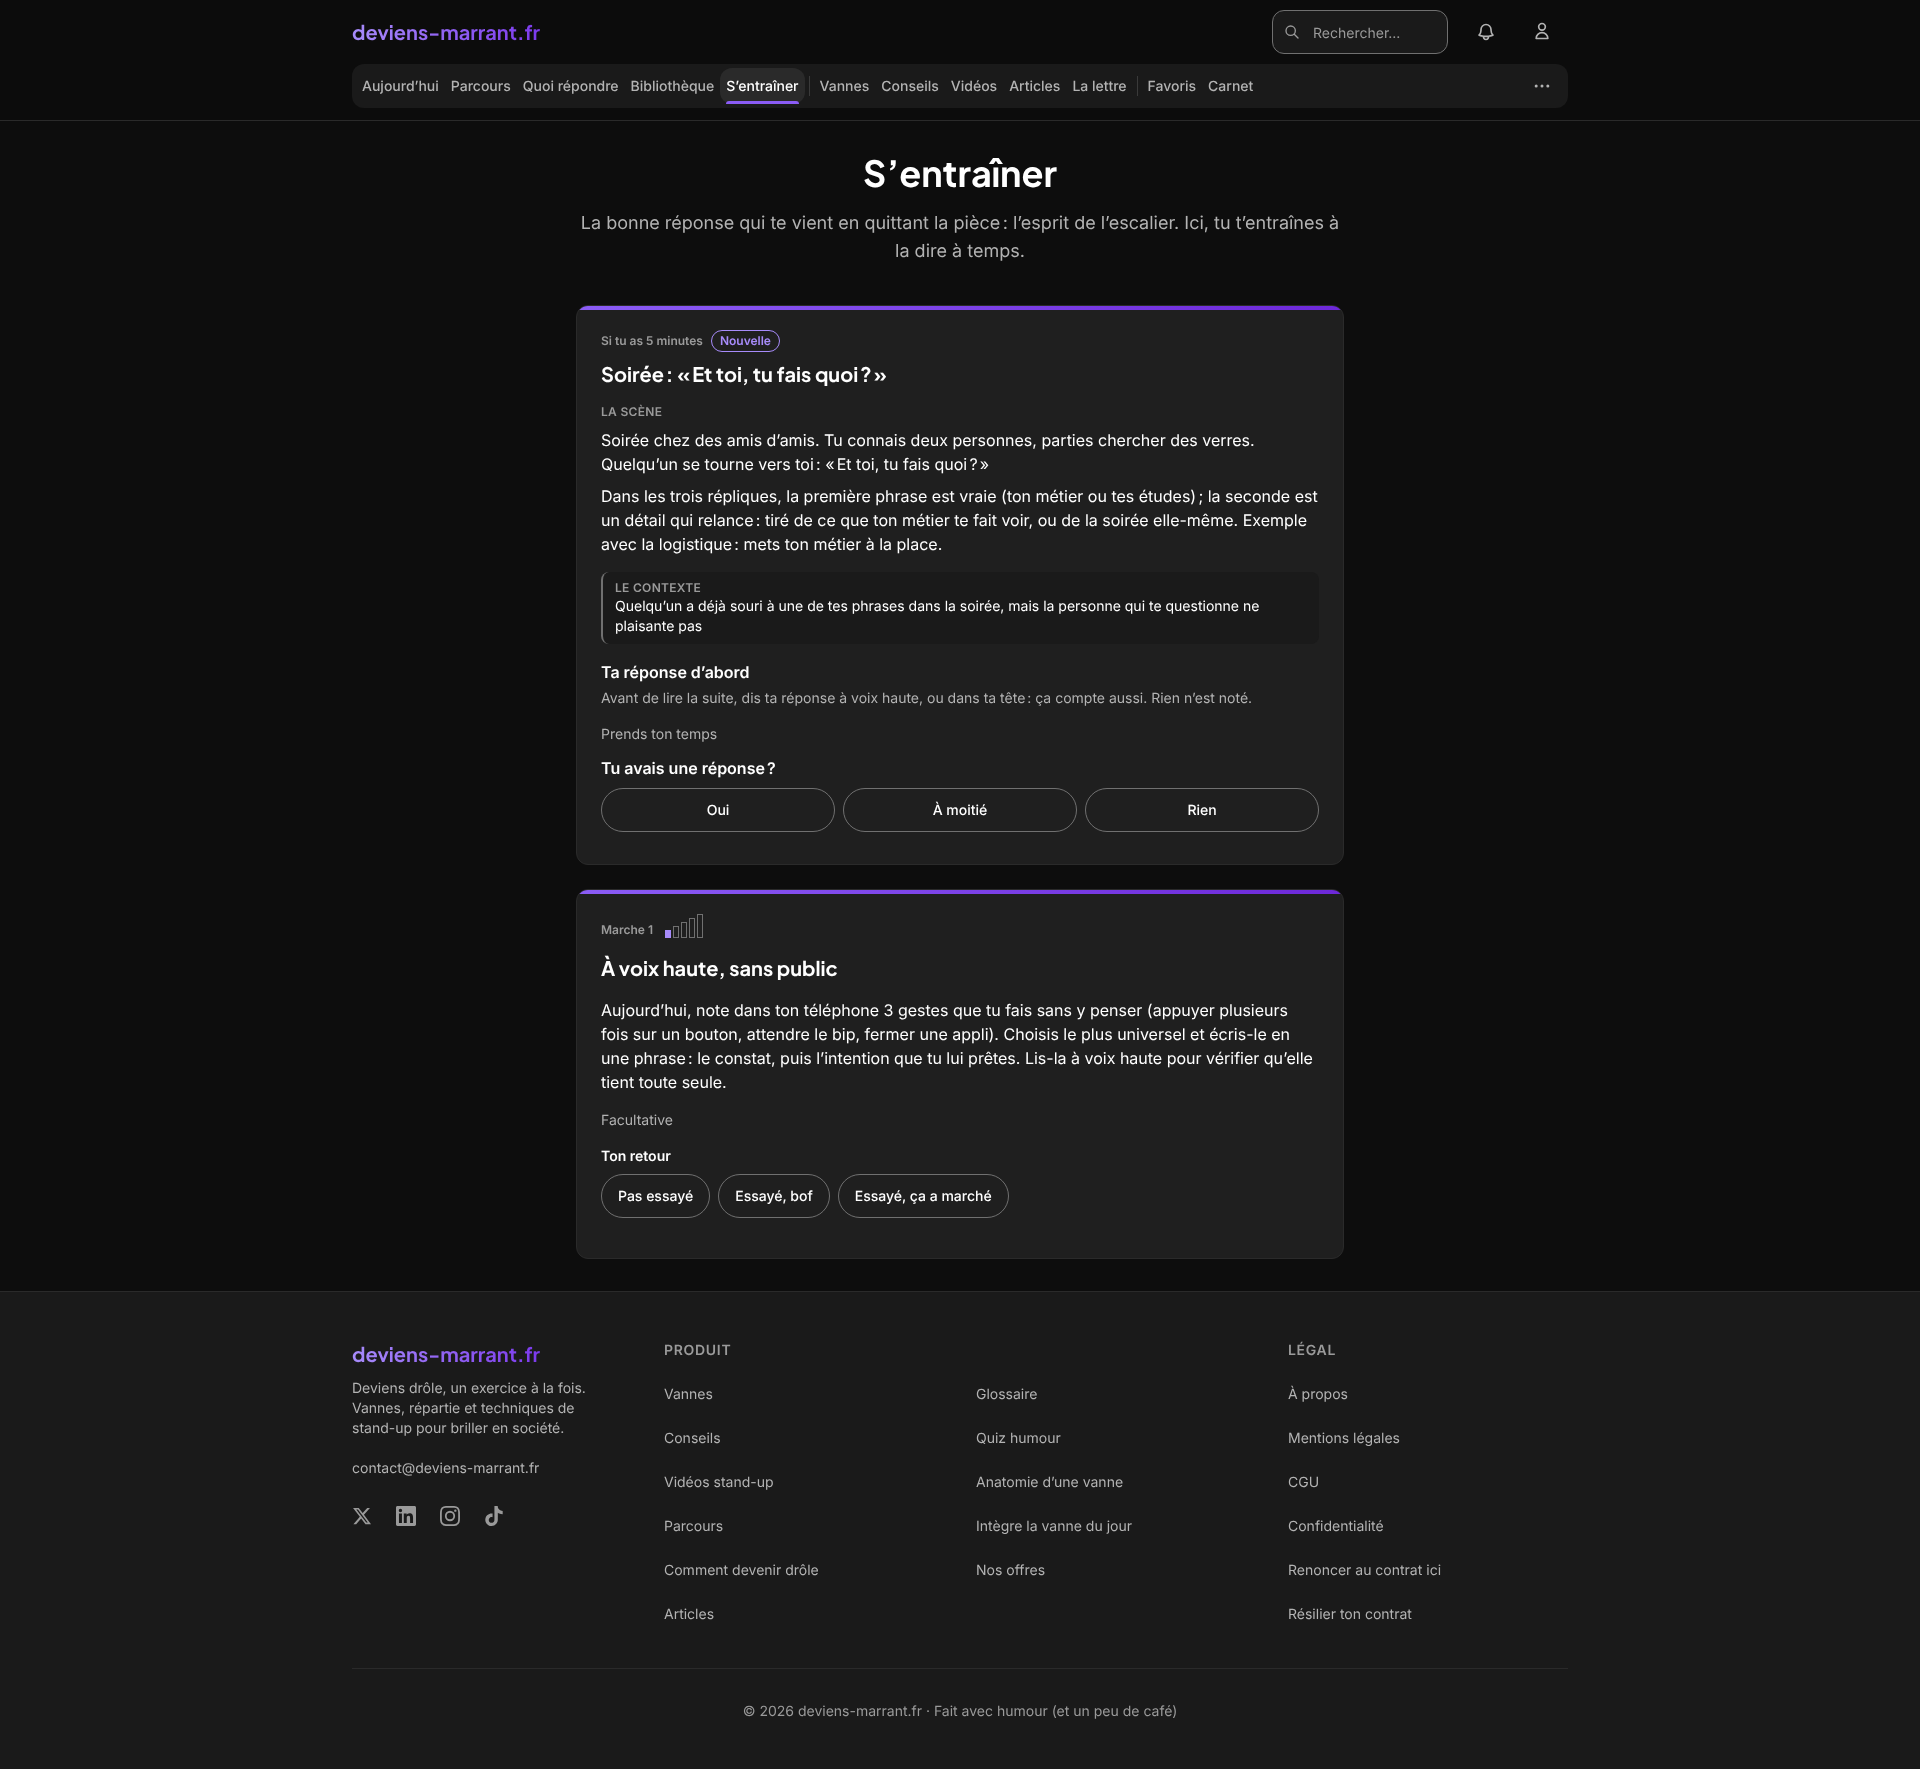 deviens-marrant.fr
Rechercher...
Aujourd’hui Parcours Quoi répondre Bibliothèque S’entraîner Vannes Conseils Vidéos Articles La lettre Favoris Carnet
S’entraîner
La bonne réponse qui te vient en quittant la pièce : l’esprit de l’escalier. Ici, tu t’entraînes à
la dire à temps.
Si tu as 5 minutes Nouvelle
Soirée : « Et toi, tu fais quoi ? »
LA SCÈNE
Soirée chez des amis d’amis. Tu connais deux personnes, parties chercher des verres.
Quelqu’un se tourne vers toi : « Et toi, tu fais quoi ? »
Dans les trois répliques, la première phrase est vraie (ton métier ou tes études) ; la seconde est
un détail qui relance : tiré de ce que ton métier te fait voir, ou de la soirée elle-même. Exemple
avec la logistique : mets ton métier à la place.
LE CONTEXTE
Quelqu’un a déjà souri à une de tes phrases dans la soirée, mais la personne qui te questionne ne
plaisante pas
Ta réponse d’abord
Avant de lire la suite, dis ta réponse à voix haute, ou dans ta tête : ça compte aussi. Rien n’est noté.
Prends ton temps
Tu avais une réponse ?
Oui À moitié Rien
Marche 1
À voix haute, sans public
Aujourd’hui, note dans ton téléphone 3 gestes que tu fais sans y penser (appuyer plusieurs
fois sur un bouton, attendre le bip, fermer une appli). Choisis le plus universel et écris-le en
une phrase : le constat, puis l’intention que tu lui prêtes. Lis-la à voix haute pour vérifier qu’elle
tient toute seule.
Facultative
Ton retour
Pas essayé Essayé, bof Essayé, ça a marché
deviens-marrant.fr
Deviens drôle, un exercice à la fois.
Vannes, répartie et techniques de
stand-up pour briller en société.
contact@deviens-marrant.fr
PRODUIT
Vannes
Conseils
Vidéos stand-up
Parcours
Comment devenir drôle
Articles
Glossaire
Quiz humour
Anatomie d’une vanne
Intègre la vanne du jour
Nos offres
LÉGAL
À propos
Mentions légales
CGU
Confidentialité
Renoncer au contrat ici
Résilier ton contrat
© 2026 deviens-marrant.fr · Fait avec humour (et un peu de café)